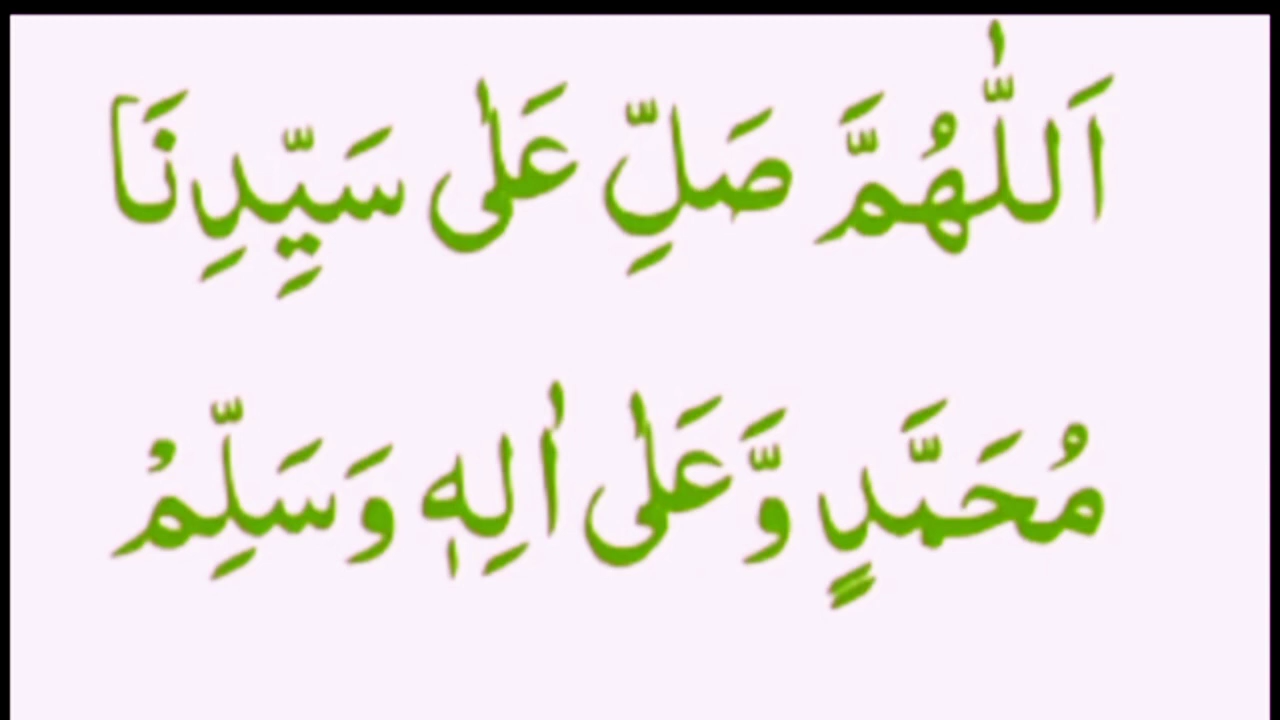 اَللّٰهُمَّ صَلِّ عَلٰى سَيِّدِنَا
مُحَمَّدٍ وَّعَلٰى اٰلِهٖ وَسَلِّمْ